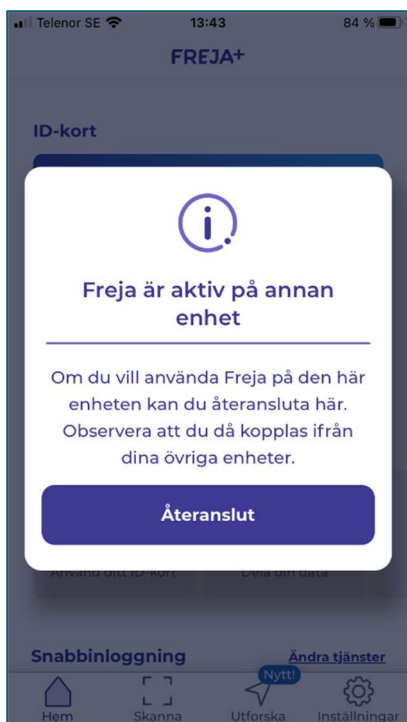 Telenor SE 13:43 84 %
FREJA+
ID-kort
Freja är aktiv på annan
enhet
Om du vill använda Freja på den här
enheten kan du återansluta här.
Observera att du då kopplas ifrån
dina övriga enheter.
Återanslut
Använd ditt ID-kort Dela din data
Snabbinloggning Ändra tjänster
Nytt!
Hem Skanna Utforska Inställningar